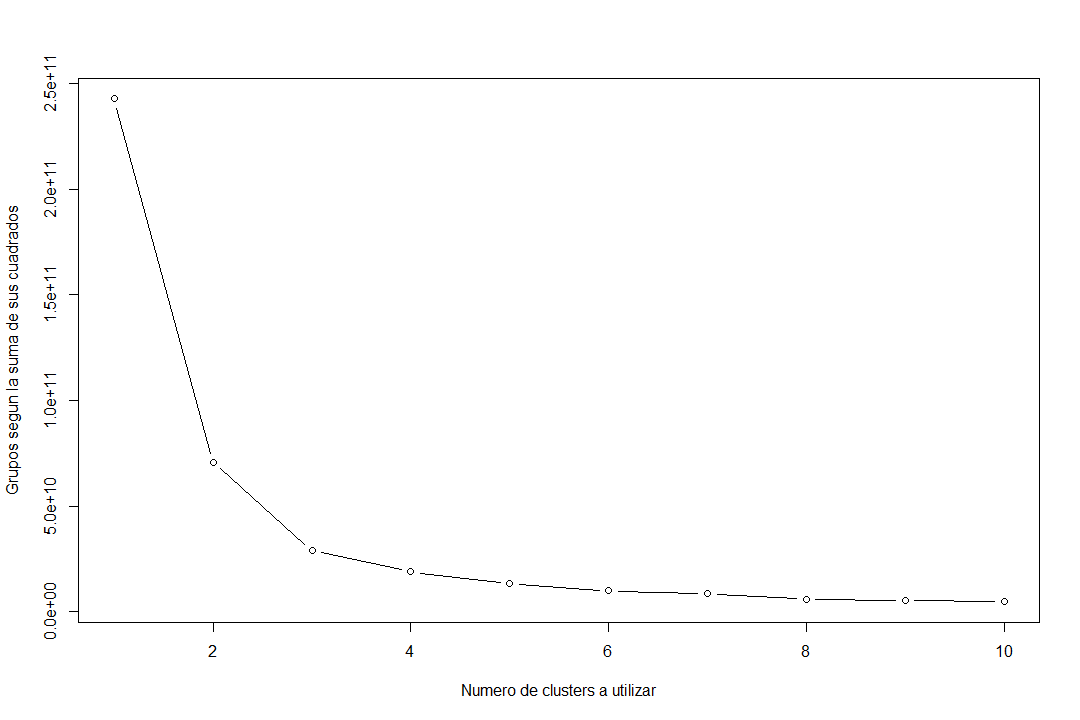 Grupos segun la suma de sus cuadrados
2.5e+11
2.0e+11
1.5e+11
1.0e+11
5.0e+10
0.0e+00
2 4 6 8 10
Numero de clusters a utilizar